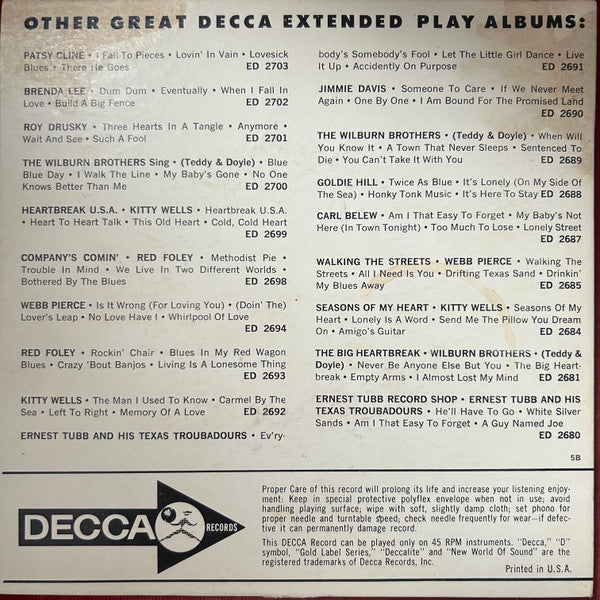 OTHER GREAT DECCA EXTENDED PLAY ALBUMS:
PATSY CLINE • I Fall To Pieces • Lovin' In Vain • Lovesick
Blues • There He Goes ED 2703
BRENDA LEE • Dum Dum • Eventually • When I Fall In
Love • Build A Big Fence ED 2702
ROY DRUSKY • Three Hearts In A Tangle • Anymore •
Wait And See • Such A Fool ED 2701
THE WILBURN BROTHERS Sing • (Teddy & Doyle) • Blue
Blue Day • I Walk The Line • My Baby's Gone • No One
Knows Better Than Me ED 2700
HEARTBREAK U.S.A. • KITTY WELLS • Heartbreak U.S.A.
• Heart To Heart Talk • This Old Heart • Cold, Cold Heart
ED 2699
COMPANY'S COMIN' • RED FOLEY • Methodist Pie •
Trouble In Mind • We Live In Two Different Worlds •
Bothered By The Blues ED 2698
WEBB PIERCE • Is It Wrong (For Loving You) • (Doin' The)
Lover's Leap • No Love Have I • Whirlpool Of Love
ED 2694
RED FOLEY • Rockin' Chair • Blues In My Red Wagon
Blues • Crazy 'Bout Banjos • Living Is A Lonesome Thing
ED 2693
KITTY WELLS • The Man I Used To Know • Carmel By The
Sea • Left To Right • Memory Of A Love ED 2692
ERNEST TUBB AND HIS TEXAS TROUBADOURS • Ev'ry-
body's Somebody's Fool • Let The Little Girl Dance • Live
It Up • Accidently On Purpose ED 2691
JIMMIE DAVIS • Someone To Care • If We Never Meet
Again • One By One • I Am Bound For The Promised Land
ED 2690
THE WILBURN BROTHERS • (Teddy & Doyle) • When Will
You Know It • A Town That Never Sleeps • Sentenced To
Die • You Can't Take It With You ED 2689
GOLDIE HILL • Twice As Blue • It's Lonely (On My Side Of
The Sea) • Honky Tonk Music • It's Here To Stay ED 2688
CARL BELEW • Am I That Easy To Forget • My Baby's Not
Here (In Town Tonight) • Too Much To Lose • Lonely Street
ED 2687
WALKING THE STREETS • WEBB PIERCE • Walking The
Streets • All I Need Is You • Drifting Texas Sand • Drinkin'
My Blues Away ED 2685
SEASONS OF MY HEART • KITTY WELLS • Seasons Of My
Heart • Lonely Is A Word • Send Me The Pillow You Dream
On • Amigo's Guitar ED 2684
THE BIG HEARTBREAK • WILBURN BROTHERS • (Teddy &
Doyle) • Never Be Anyone Else But You • The Big Heart-
break • Empty Arms • I Almost Lost My Mind ED 2681
ERNEST TUBB RECORD SHOP • ERNEST TUBB AND HIS
TEXAS TROUBADOURS • He'll Have To Go • White Silver
Sands • Am I That Easy To Forget • A Guy Named Joe
ED 2680
5B
DECCA RECORDS
Proper Care of this record will prolong its life and increase your listening enjoy-
ment: Keep in special protective polyflex envelope when not in use; avoid
handling playing surface; wipe with soft, slightly damp cloth; set phono for
proper needle and turntable speed; check needle frequently for wear—if defec-
tive it can permanently damage record.
This DECCA Record can be played only on 45 RPM instruments. "Decca," "D"
symbol, "Gold Label Series," "Deccalite" and "New World Of Sound" are the
registered trademarks of Decca Records, Inc.
Printed in U.S.A.